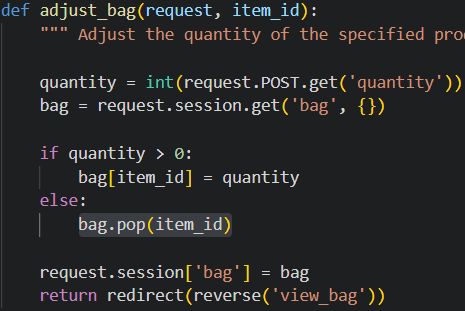 def adjust_bag(request, item_id):
""" Adjust the quantity of the specified
quantity = int(request.POST.get('quantity'))
bag = request.session.get('bag', {})
if quantity > 0:
bag[item_id] = quantity
else:
bag.pop(item_id)
request.session['bag'] = bag
return redirect(reverse('view_bag'))